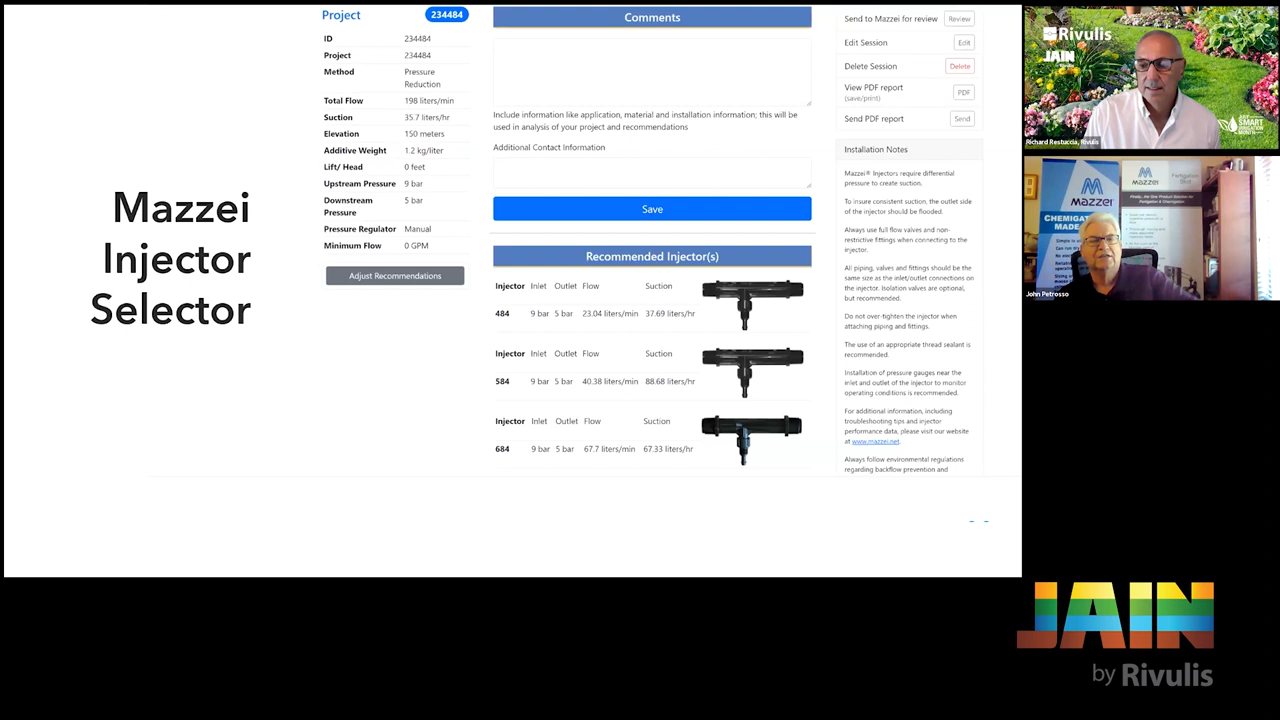 Mazzei
Injector
Selector
Project 234484
ID 234484
Project 234484
Method Pressure
Reduction
Total Flow 198 liters/min
Suction 35.7 liters/hr
Elevation 150 meters
Additive Weight 1.2 kg/liter
Lift/ Head 0 feet
Upstream Pressure 9 bar
Downstream 5 bar
Pressure
Pressure Regulator Manual
Minimum Flow 0 GPM
Adjust Recommendations
Comments
Include information like application, material and installation information; this will
be used in analysis of your project and recommendations
Additional Contact Information
Save
Recommended Injector(s)
Injector Inlet Outlet Flow Suction
484 9 bar 5 bar 23.04 liters/min 37.69 liters/hr
Injector Inlet Outlet Flow Suction
584 9 bar 5 bar 40.38 liters/min 88.68 liters/hr
Injector Inlet Outlet Flow Suction
684 9 bar 5 bar 67.7 liters/min 67.33 liters/hr
Send to Mazzei for review Review
Edit Session Edit
Delete Session Delete
View PDF report PDF
(save/print)
Send PDF report Send
Installation Notes
Mazzei® Injectors require differential
pressure to create suction.
To insure consistent suction, the outlet side
of the injector should be flooded.
Always use full flow valves and non-
restrictive fittings when connecting to the
injector.
All piping, valves and fittings should be the
same size as the inlet/outlet connections on
the injector. Isolation valves are optional,
but recommended.
Do not over-tighten the injector when
attaching piping and fittings.
The use of an appropriate thread sealant is
recommended.
Installation of pressure gauges near the
inlet and outlet of the injector to monitor
operating conditions is recommended.
For additional information, including
troubleshooting tips and injector
performance data, please visit our website
at www.mazzei.net.
Always follow environmental regulations
regarding backflow prevention and
Rivulis
JAIN
JULY
SMART
IRRIGATION
MONTH
Richard Restuccia, Rivulis
MAZZEI
CHEMIGAT
MADE
MAZZEI
Fertigation
Skid
John Petrosso
JAIN
by Rivulis